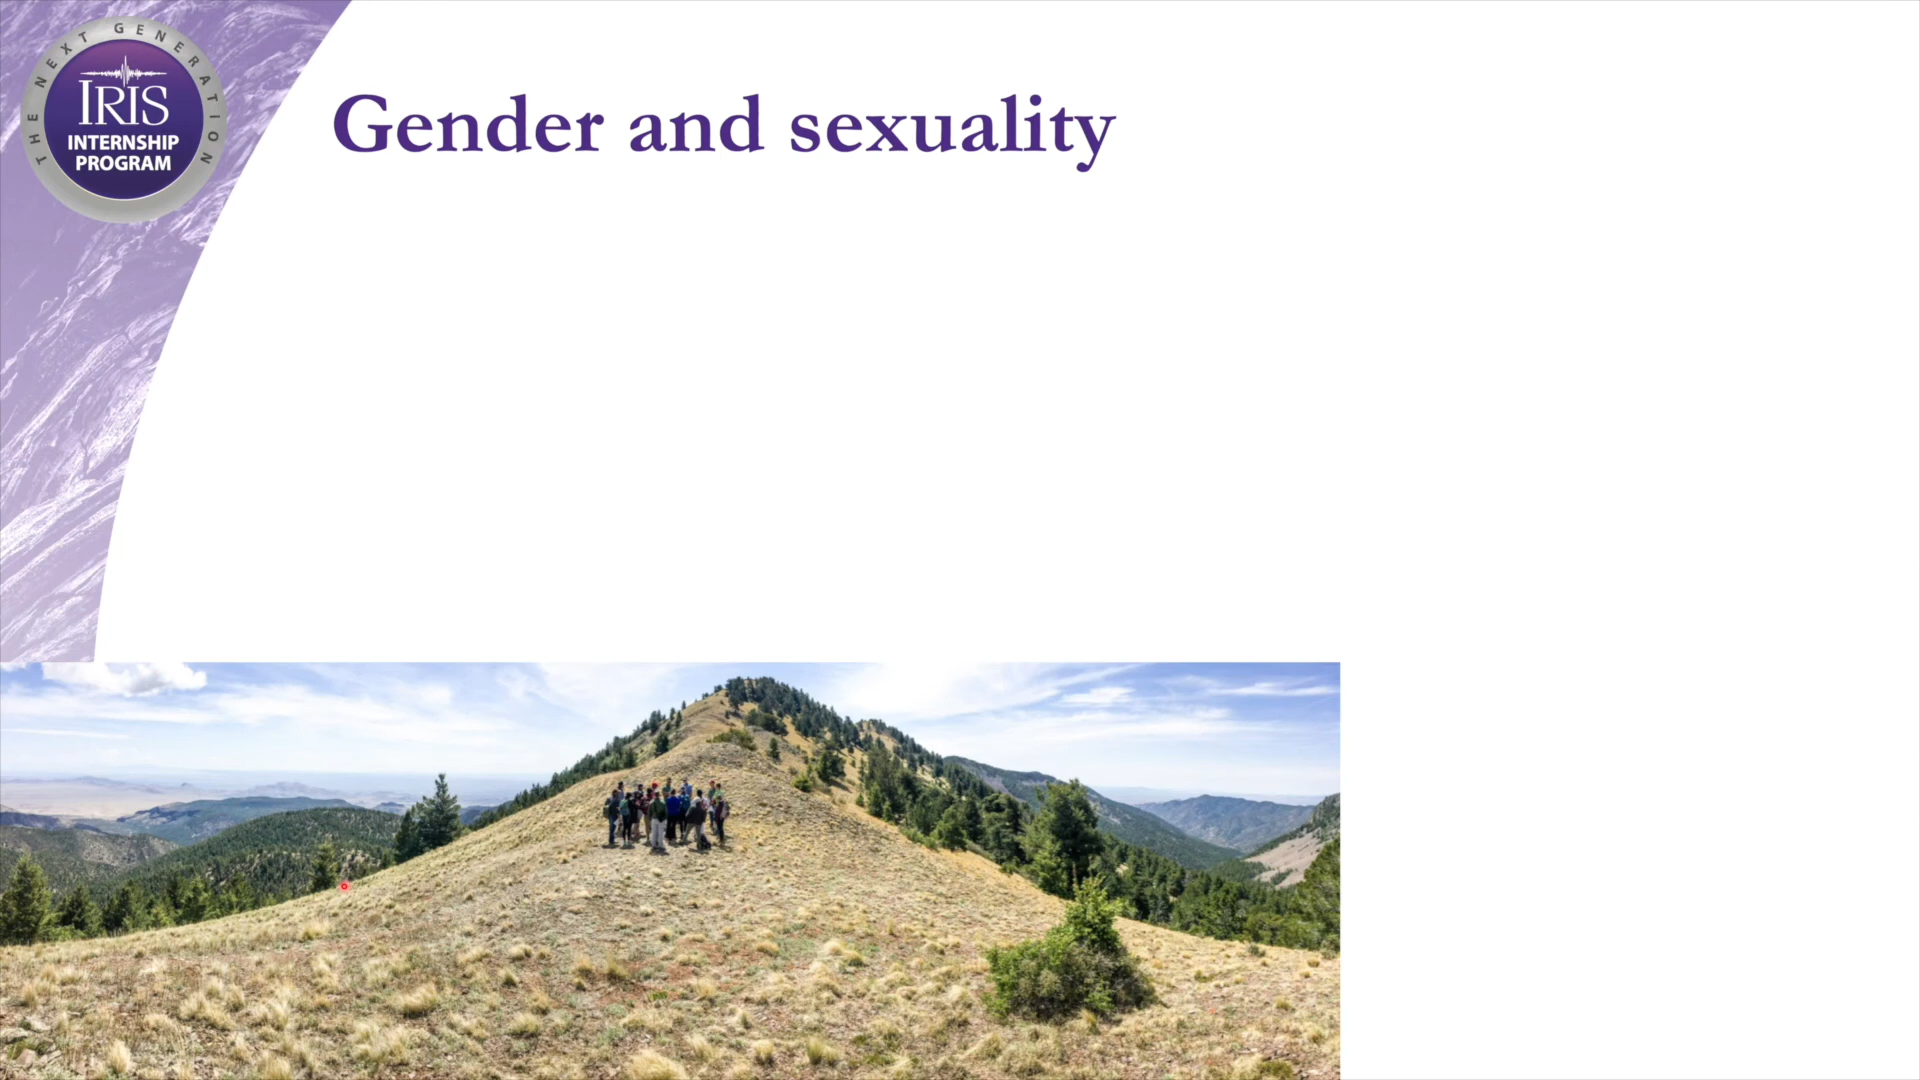 THE NEXT GENERATION
IRIS
INTERNSHIP
PROGRAM
Gender and sexuality